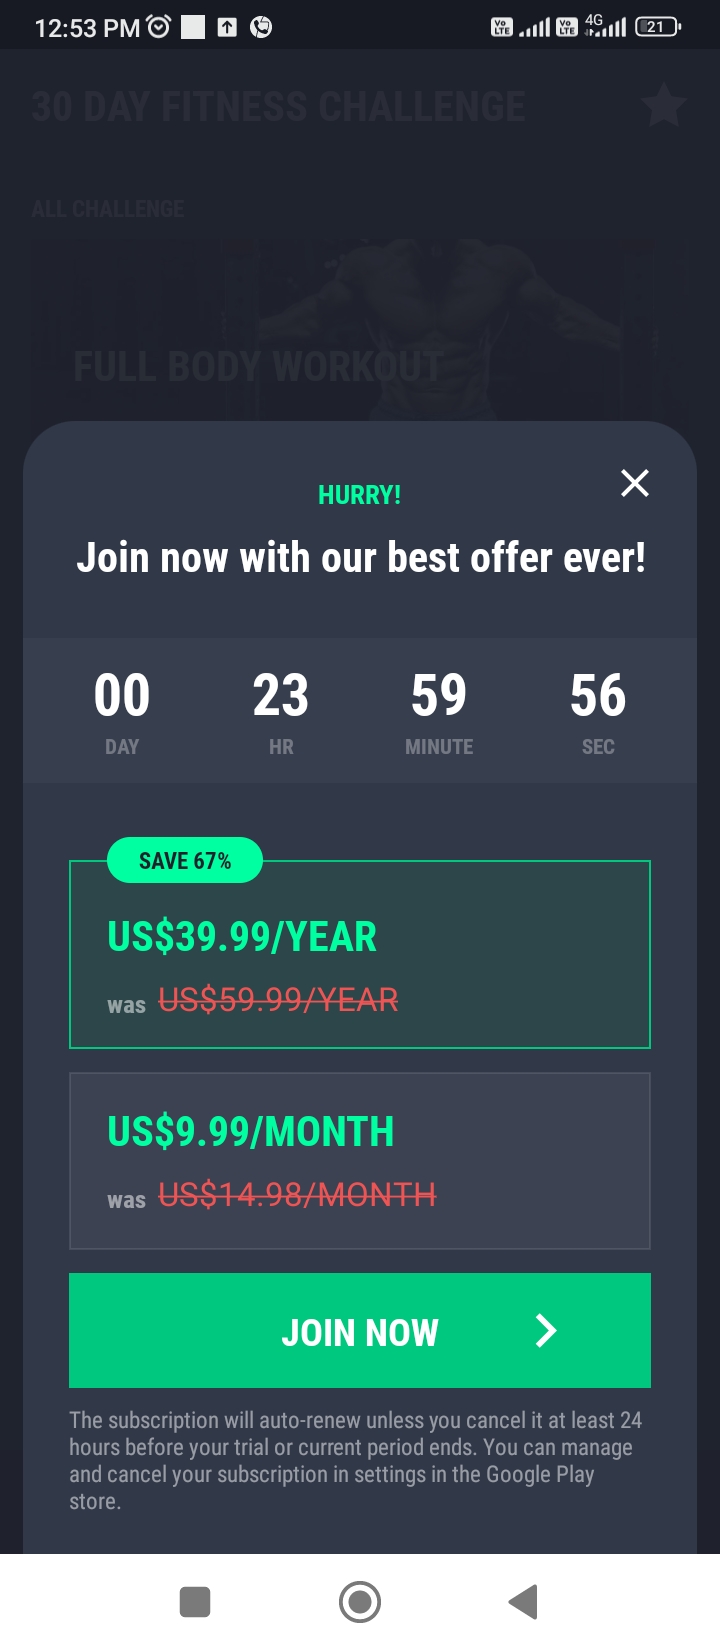 12:53 PM
Vo LTE Vo LTE 4G 21
30 DAY FITNESS CHALLENGE
ALL CHALLENGE
FULL BODY WORKOUT
HURRY!
Join now with our best offer ever!
00 23 59 56
DAY HR MINUTE SEC
SAVE 67%
US$39.99/YEAR
was US$59.99/YEAR
US$9.99/MONTH
was US$14.98/MONTH
JOIN NOW
The subscription will auto-renew unless you cancel it at least 24
hours before your trial or current period ends. You can manage
and cancel your subscription in settings in the Google Play
store.